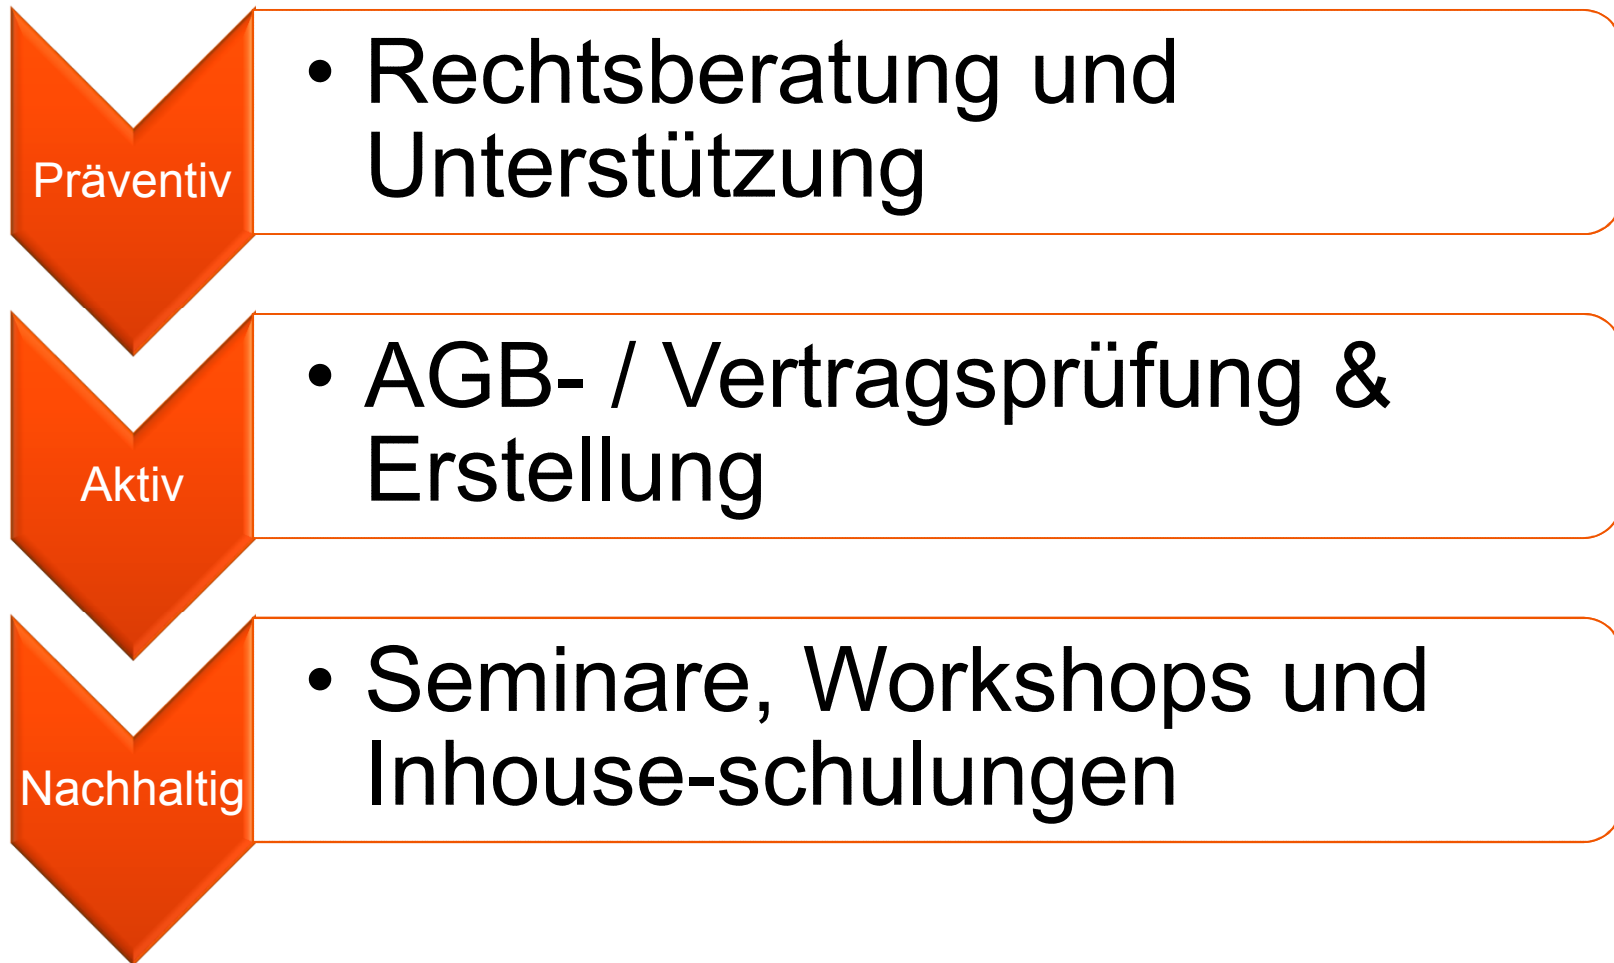 Präventiv
• Rechtsberatung und
Unterstützung
Aktiv
• AGB- / Vertragsprüfung &
Erstellung
Nachhaltig
• Seminare, Workshops und
Inhouse-schulungen